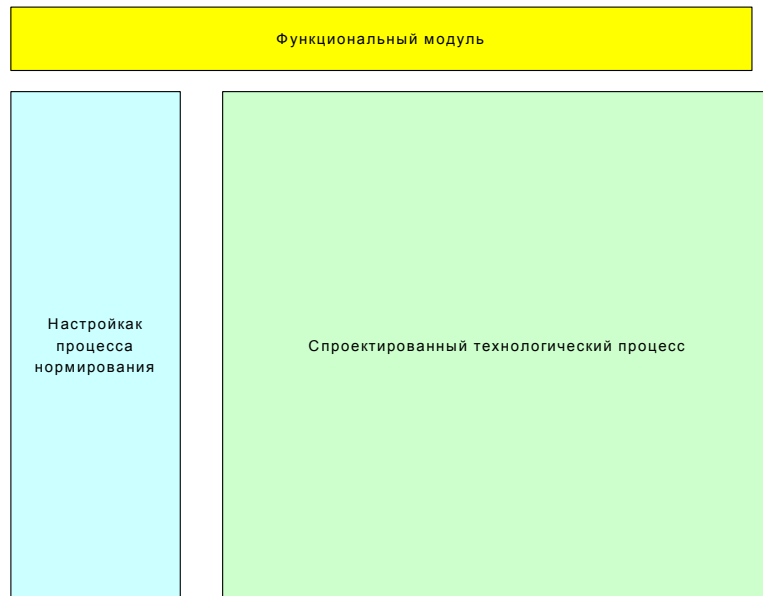 Функциональный модуль
Настройкак
процесса
нормирования
Спроектированный технологический процесс